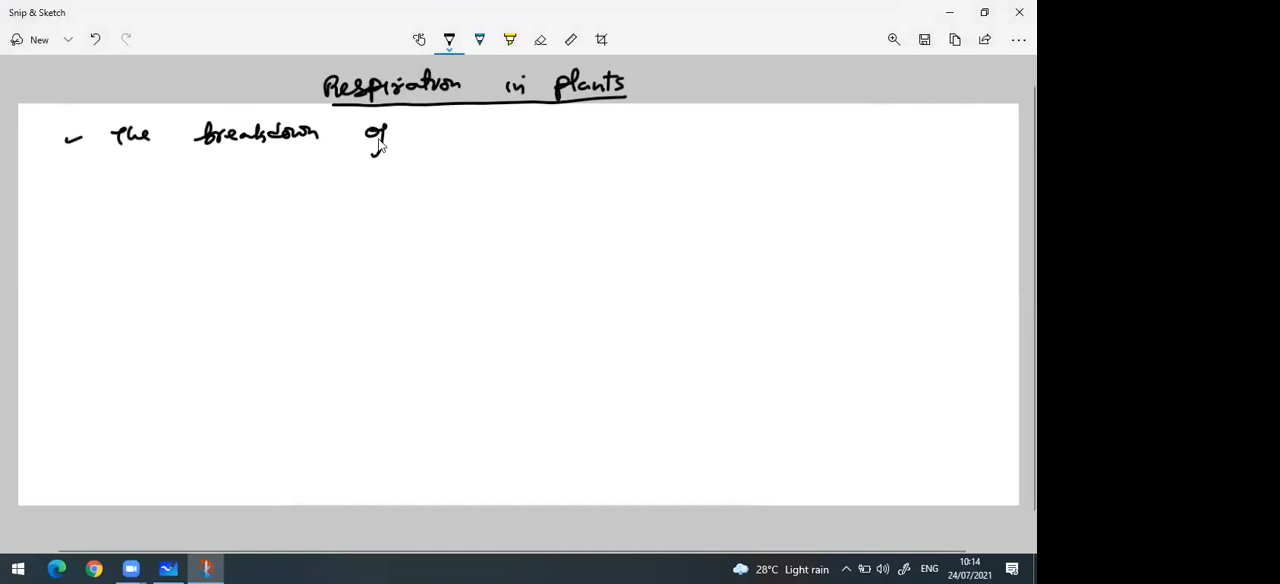 Snip & Sketch
New
Respiration in plants
The breakdown of
28°C Light rain
ENG
10:14
24/07/2021